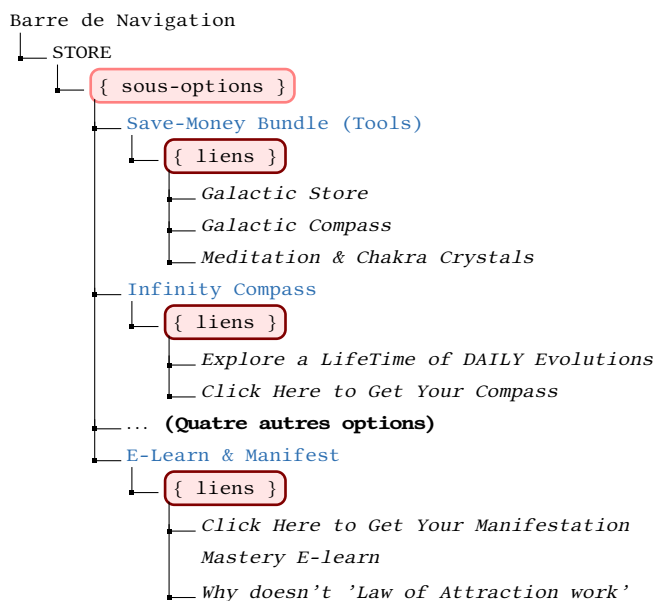 Barre de Navigation
STORE
{ sous-options }
Save-Money Bundle (Tools)
{ liens }
Galactic Store
Galactic Compass
Meditation & Chakra Crystals
Infinity Compass
{ liens }
Explore a LifeTime of DAILY Evolutions
Click Here to Get Your Compass
... (Quatre autres options)
E-Learn & Manifest
{ liens }
Click Here to Get Your Manifestation
Mastery E-learn
Why doesn't 'Law of Attraction work'